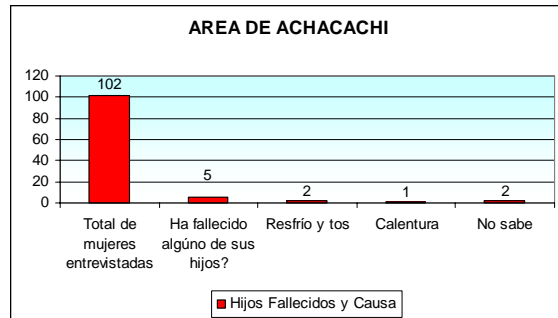 AREA DE ACHACACHI
120
100
80
60
40
20
0
102
5
2
1
2
Total de
mujeres
entrevistadas
Ha fallecido
algúno de sus
hijos?
Resfrío y tos
Calentura
No sabe
Hijos Fallecidos y Causa